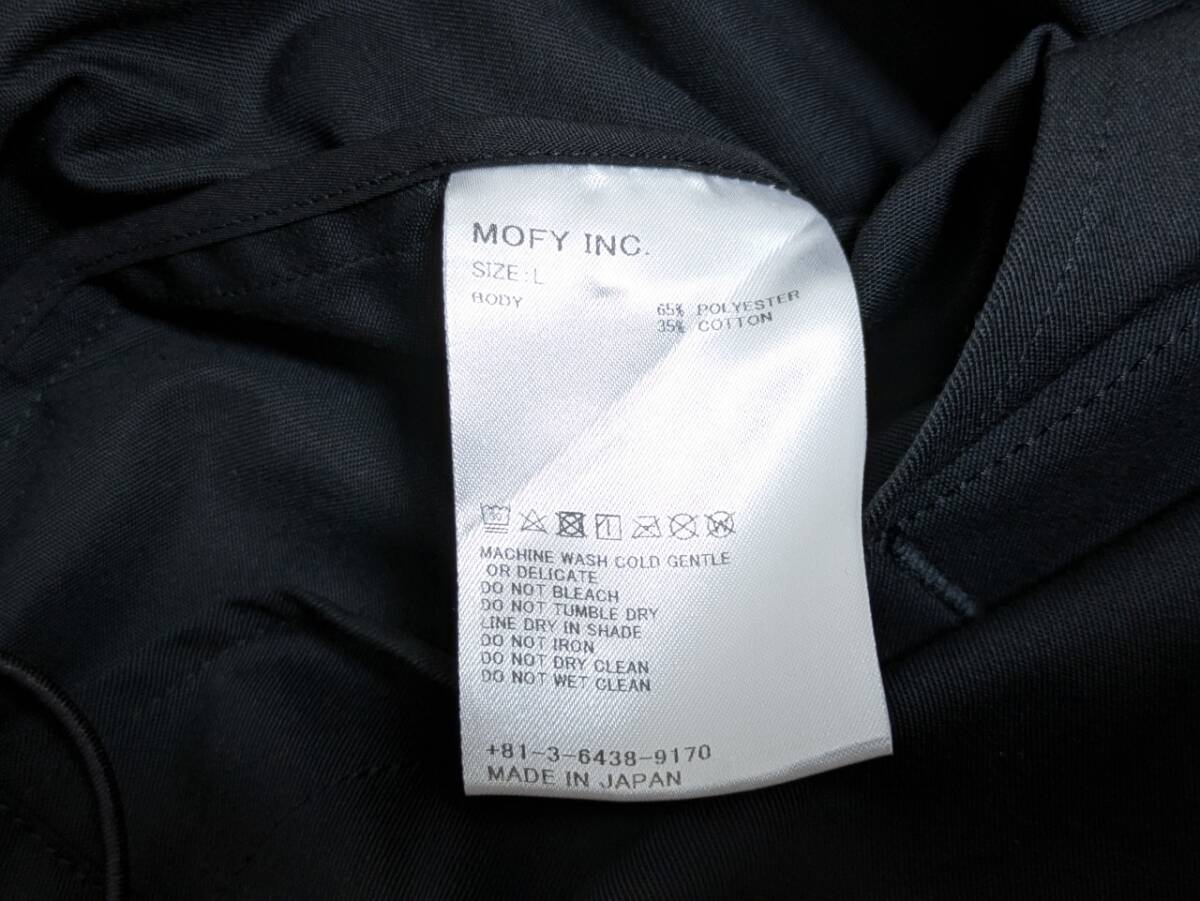 MOFY INC.
SIZE:L
BODY
65% POLYESTER
35% COTTON
MACHINE WASH COLD GENTLE
OR DELICATE
DO NOT BLEACH
DO NOT TUMBLE DRY
LINE DRY IN SHADE
DO NOT IRON
DO NOT DRY CLEAN
DO NOT WET CLEAN
+81-3-6438-9170
MADE IN JAPAN